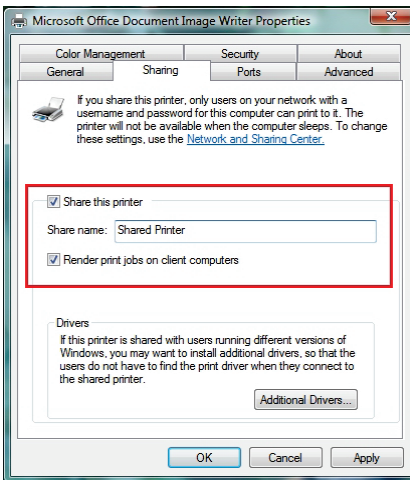 Microsoft Office Document Image Writer Properties
Color Management
Security
About
General
Sharing
Ports
Advanced
If you share this printer, only users on your network with a
username and password for this computer can print to it. The
printer will not be available when the computer sleeps. To change
these settings, use the Network and Sharing Center.
Share this printer
Share name: Shared Printer
Render print jobs on client computers
Drivers
If this printer is shared with users running different versions of
Windows, you may want to install additional drivers, so that the
users do not have to find the print driver when they connect to
the shared printer.
Additional Drivers...
OK
Cancel
Apply